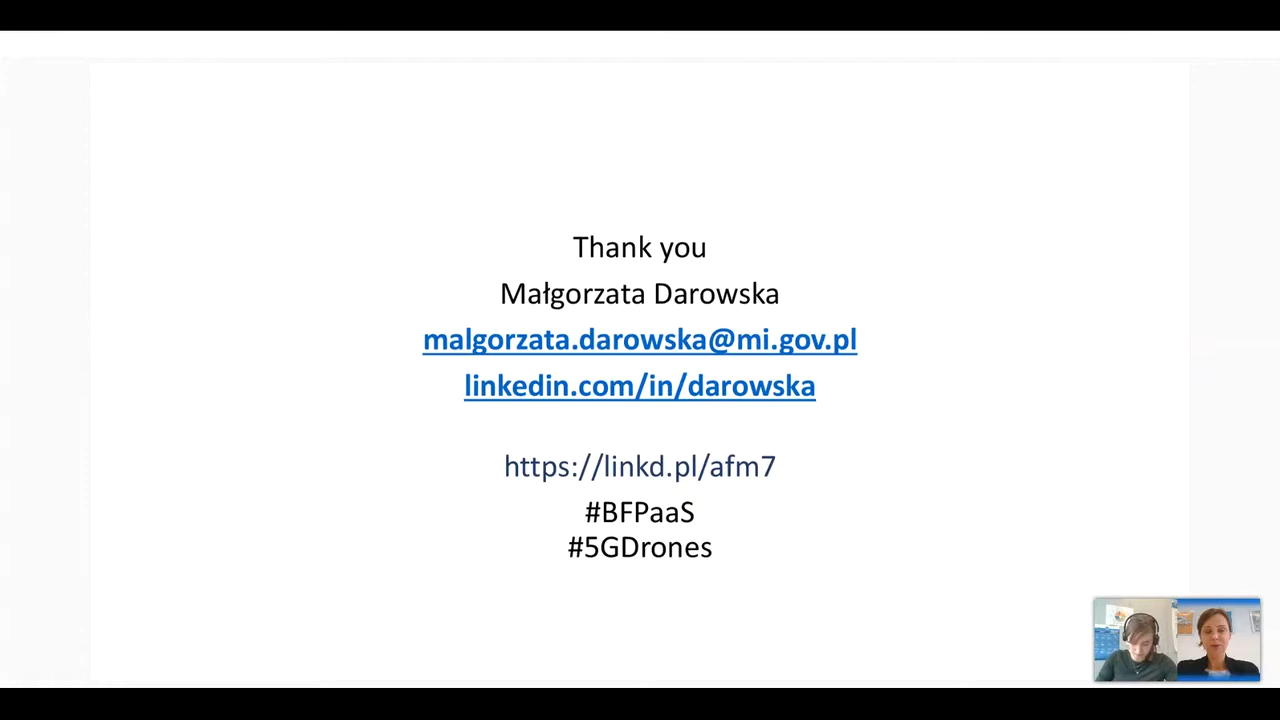 Thank you
Małgorzata Darowska
malgorzata.darowska@mi.gov.pl
linkedin.com/in/darowska
https://linkd.pl/afm7
#BFPaaS
#5GDrones